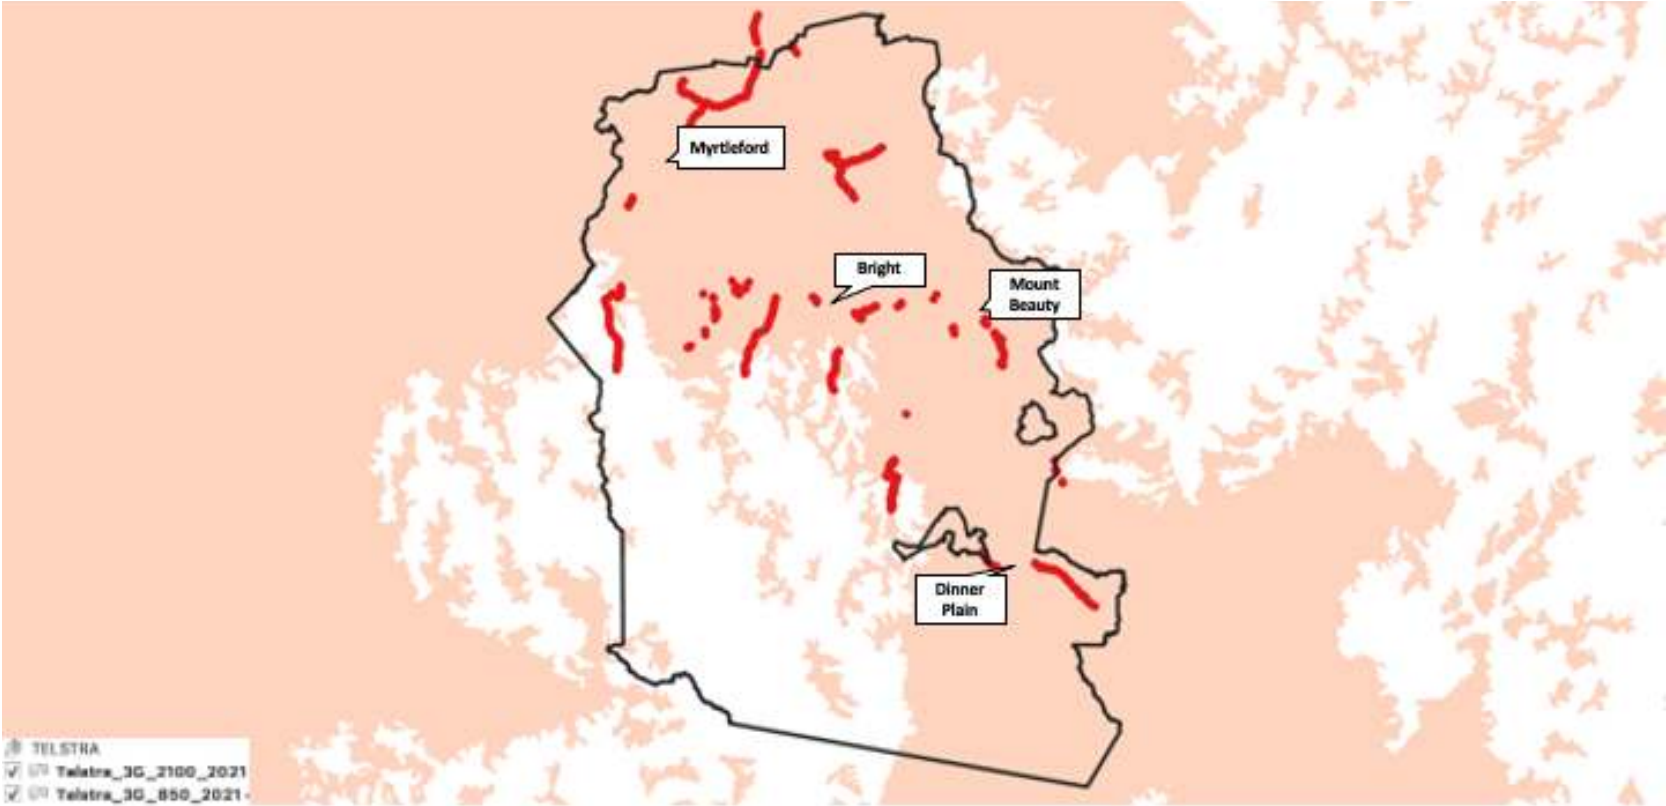 Myrtleford
Bright
Mount
Beauty
Dinner
Plain
TELSTRA
Telstra_3G_2100_2021
Telstra_3G_850_2021-